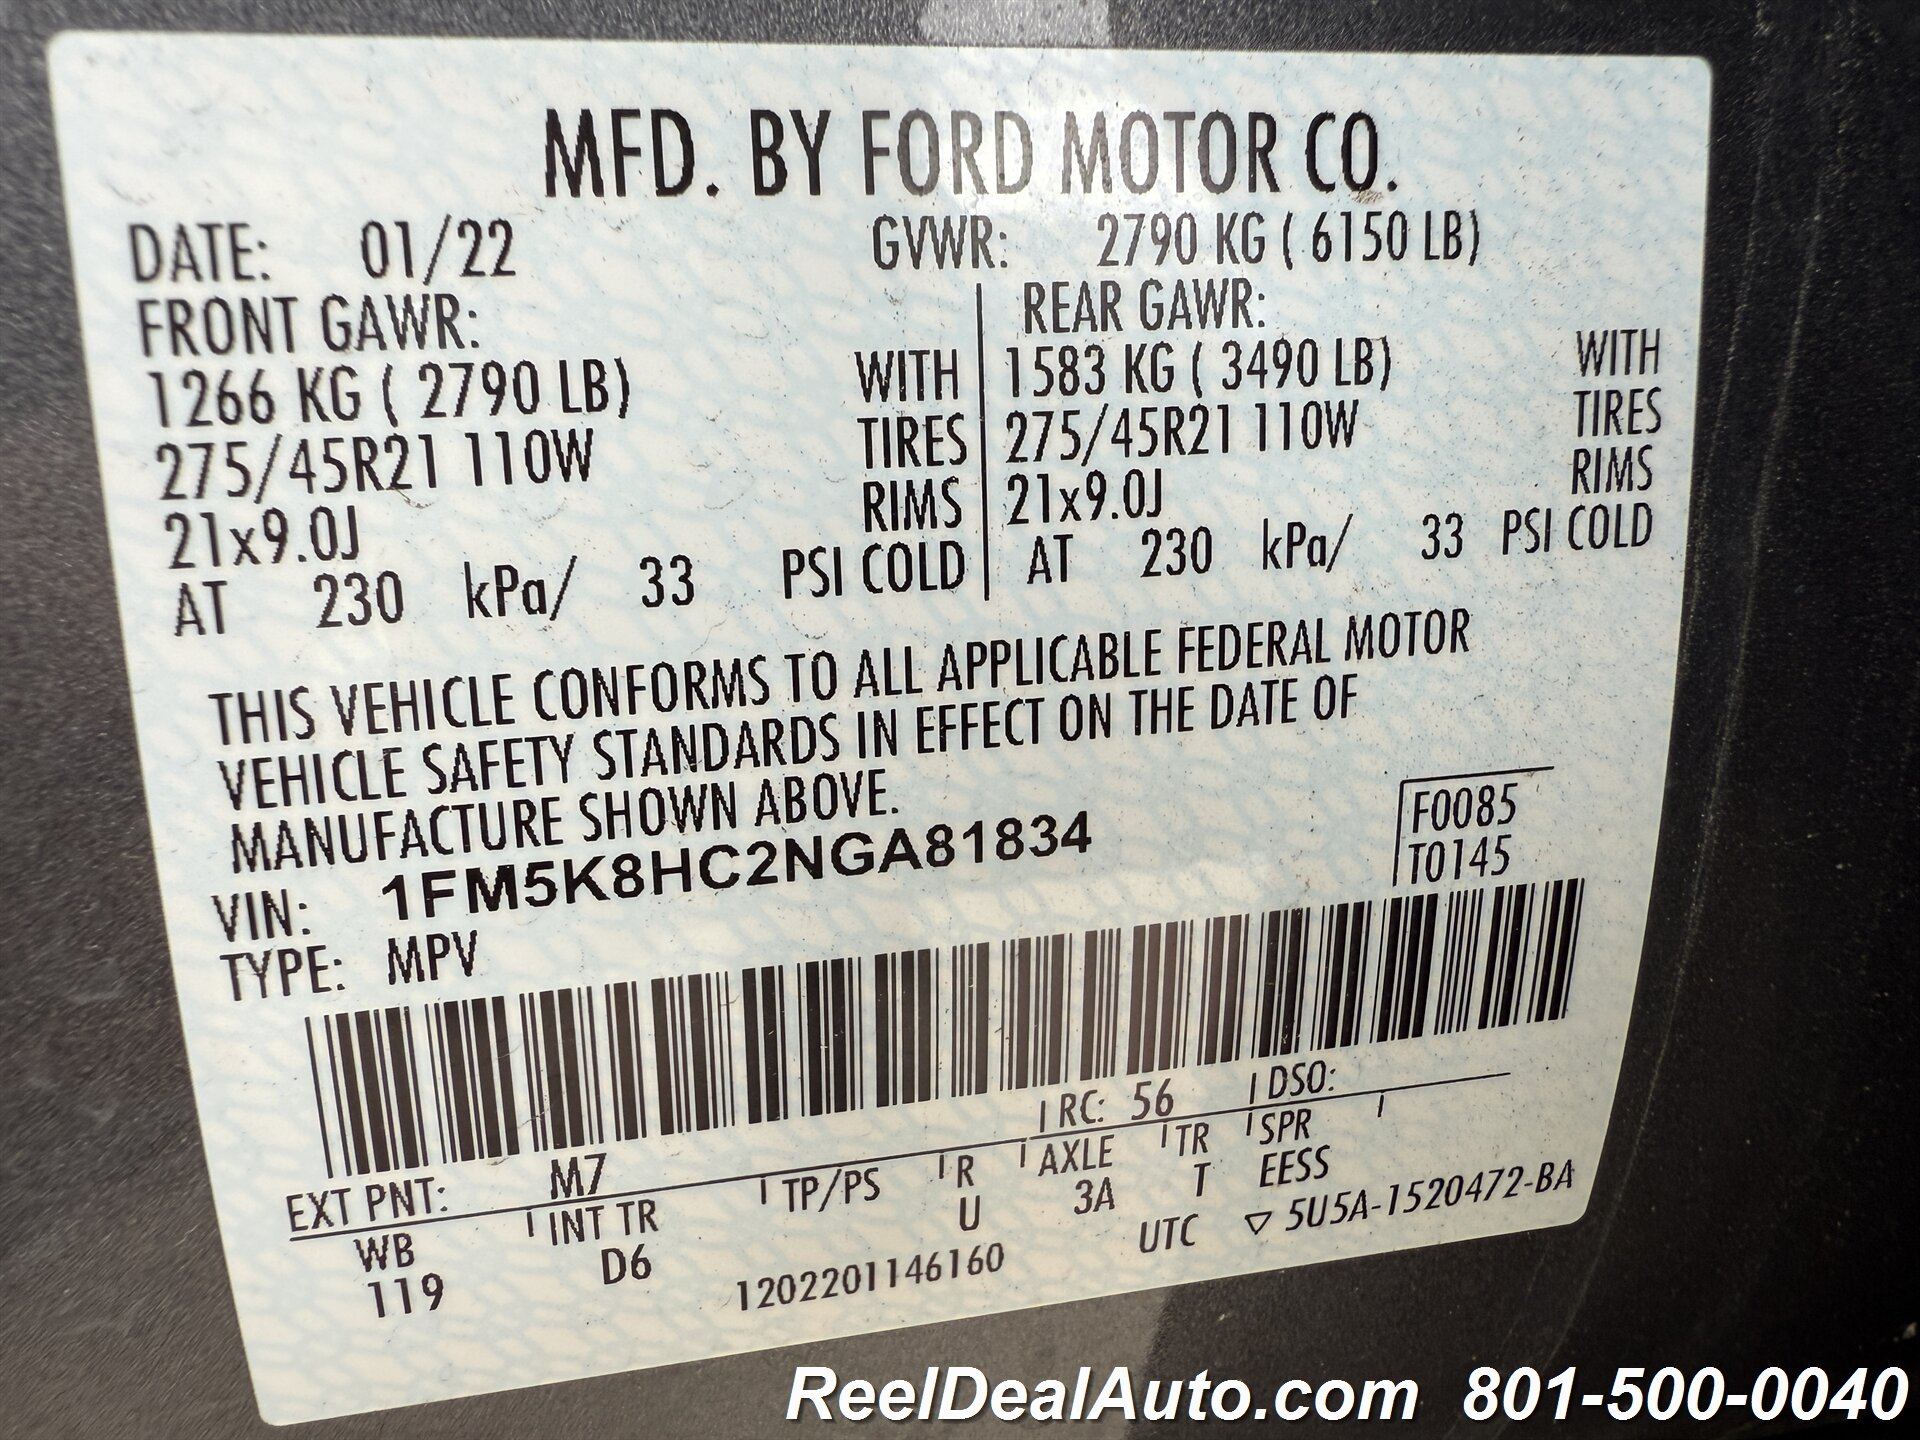 MFD. BY FORD MOTOR CO.
DATE: 01/22 GVWR: 2790 KG ( 6150 LB)
FRONT GAWR: REAR GAWR:
1266 KG ( 2790 LB) WITH 1583 KG ( 3490 LB) WITH
275/45R21 110W TIRES 275/45R21 110W TIRES
21x9.0J RIMS 21x9.0J RIMS
AT 230 kPa/ 33 PSI COLD AT 230 kPa/ 33 PSI COLD
THIS VEHICLE CONFORMS TO ALL APPLICABLE FEDERAL MOTOR
VEHICLE SAFETY STANDARDS IN EFFECT ON THE DATE OF
MANUFACTURE SHOWN ABOVE.
F0085
T0145
VIN: 1FM5K8HC2NGA81834
TYPE: MPV
EXT PNT: M7 RC: 56 DSO:
WB INT TR TP/PS R AXLE TR SPR
119 D6 U 3A T EESS
1202201146160 UTC ▽ 5U5A-1520472-BA
ReelDealAuto.com 801-500-0040